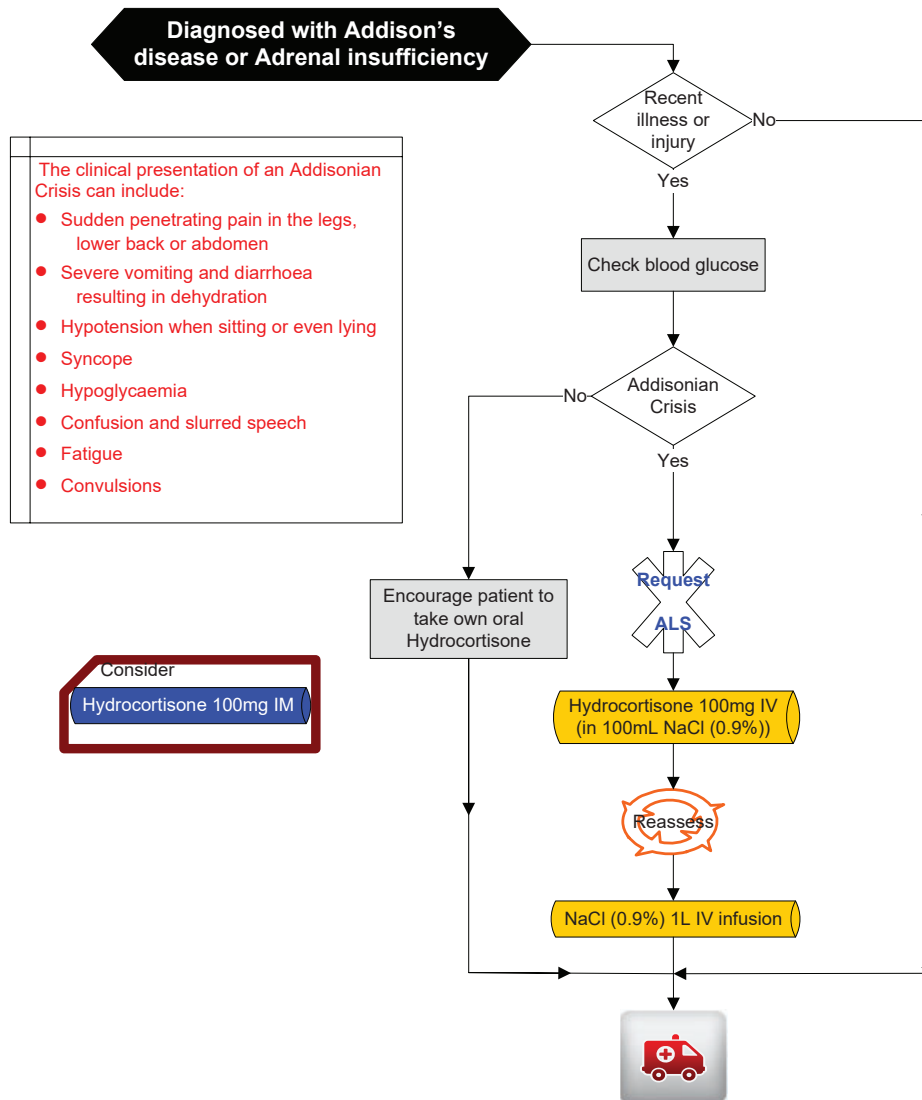 Diagnosed with Addison's
disease or Adrenal insufficiency
Recent
illness or
injury
No
Yes
The clinical presentation of an Addisonian
Crisis can include:
● Sudden penetrating pain in the legs,
lower back or abdomen
● Severe vomiting and diarrhoea
resulting in dehydration
● Hypotension when sitting or even lying
● Syncope
● Hypoglycaemia
● Confusion and slurred speech
● Fatigue
● Convulsions
Check blood glucose
Addisonian
Crisis
No
Yes
Request
ALS
Encourage patient to
take own oral
Hydrocortisone
Consider
Hydrocortisone 100mg IM
Hydrocortisone 100mg IV
(in 100mL NaCl (0.9%))
Reassess
NaCl (0.9%) 1L IV infusion